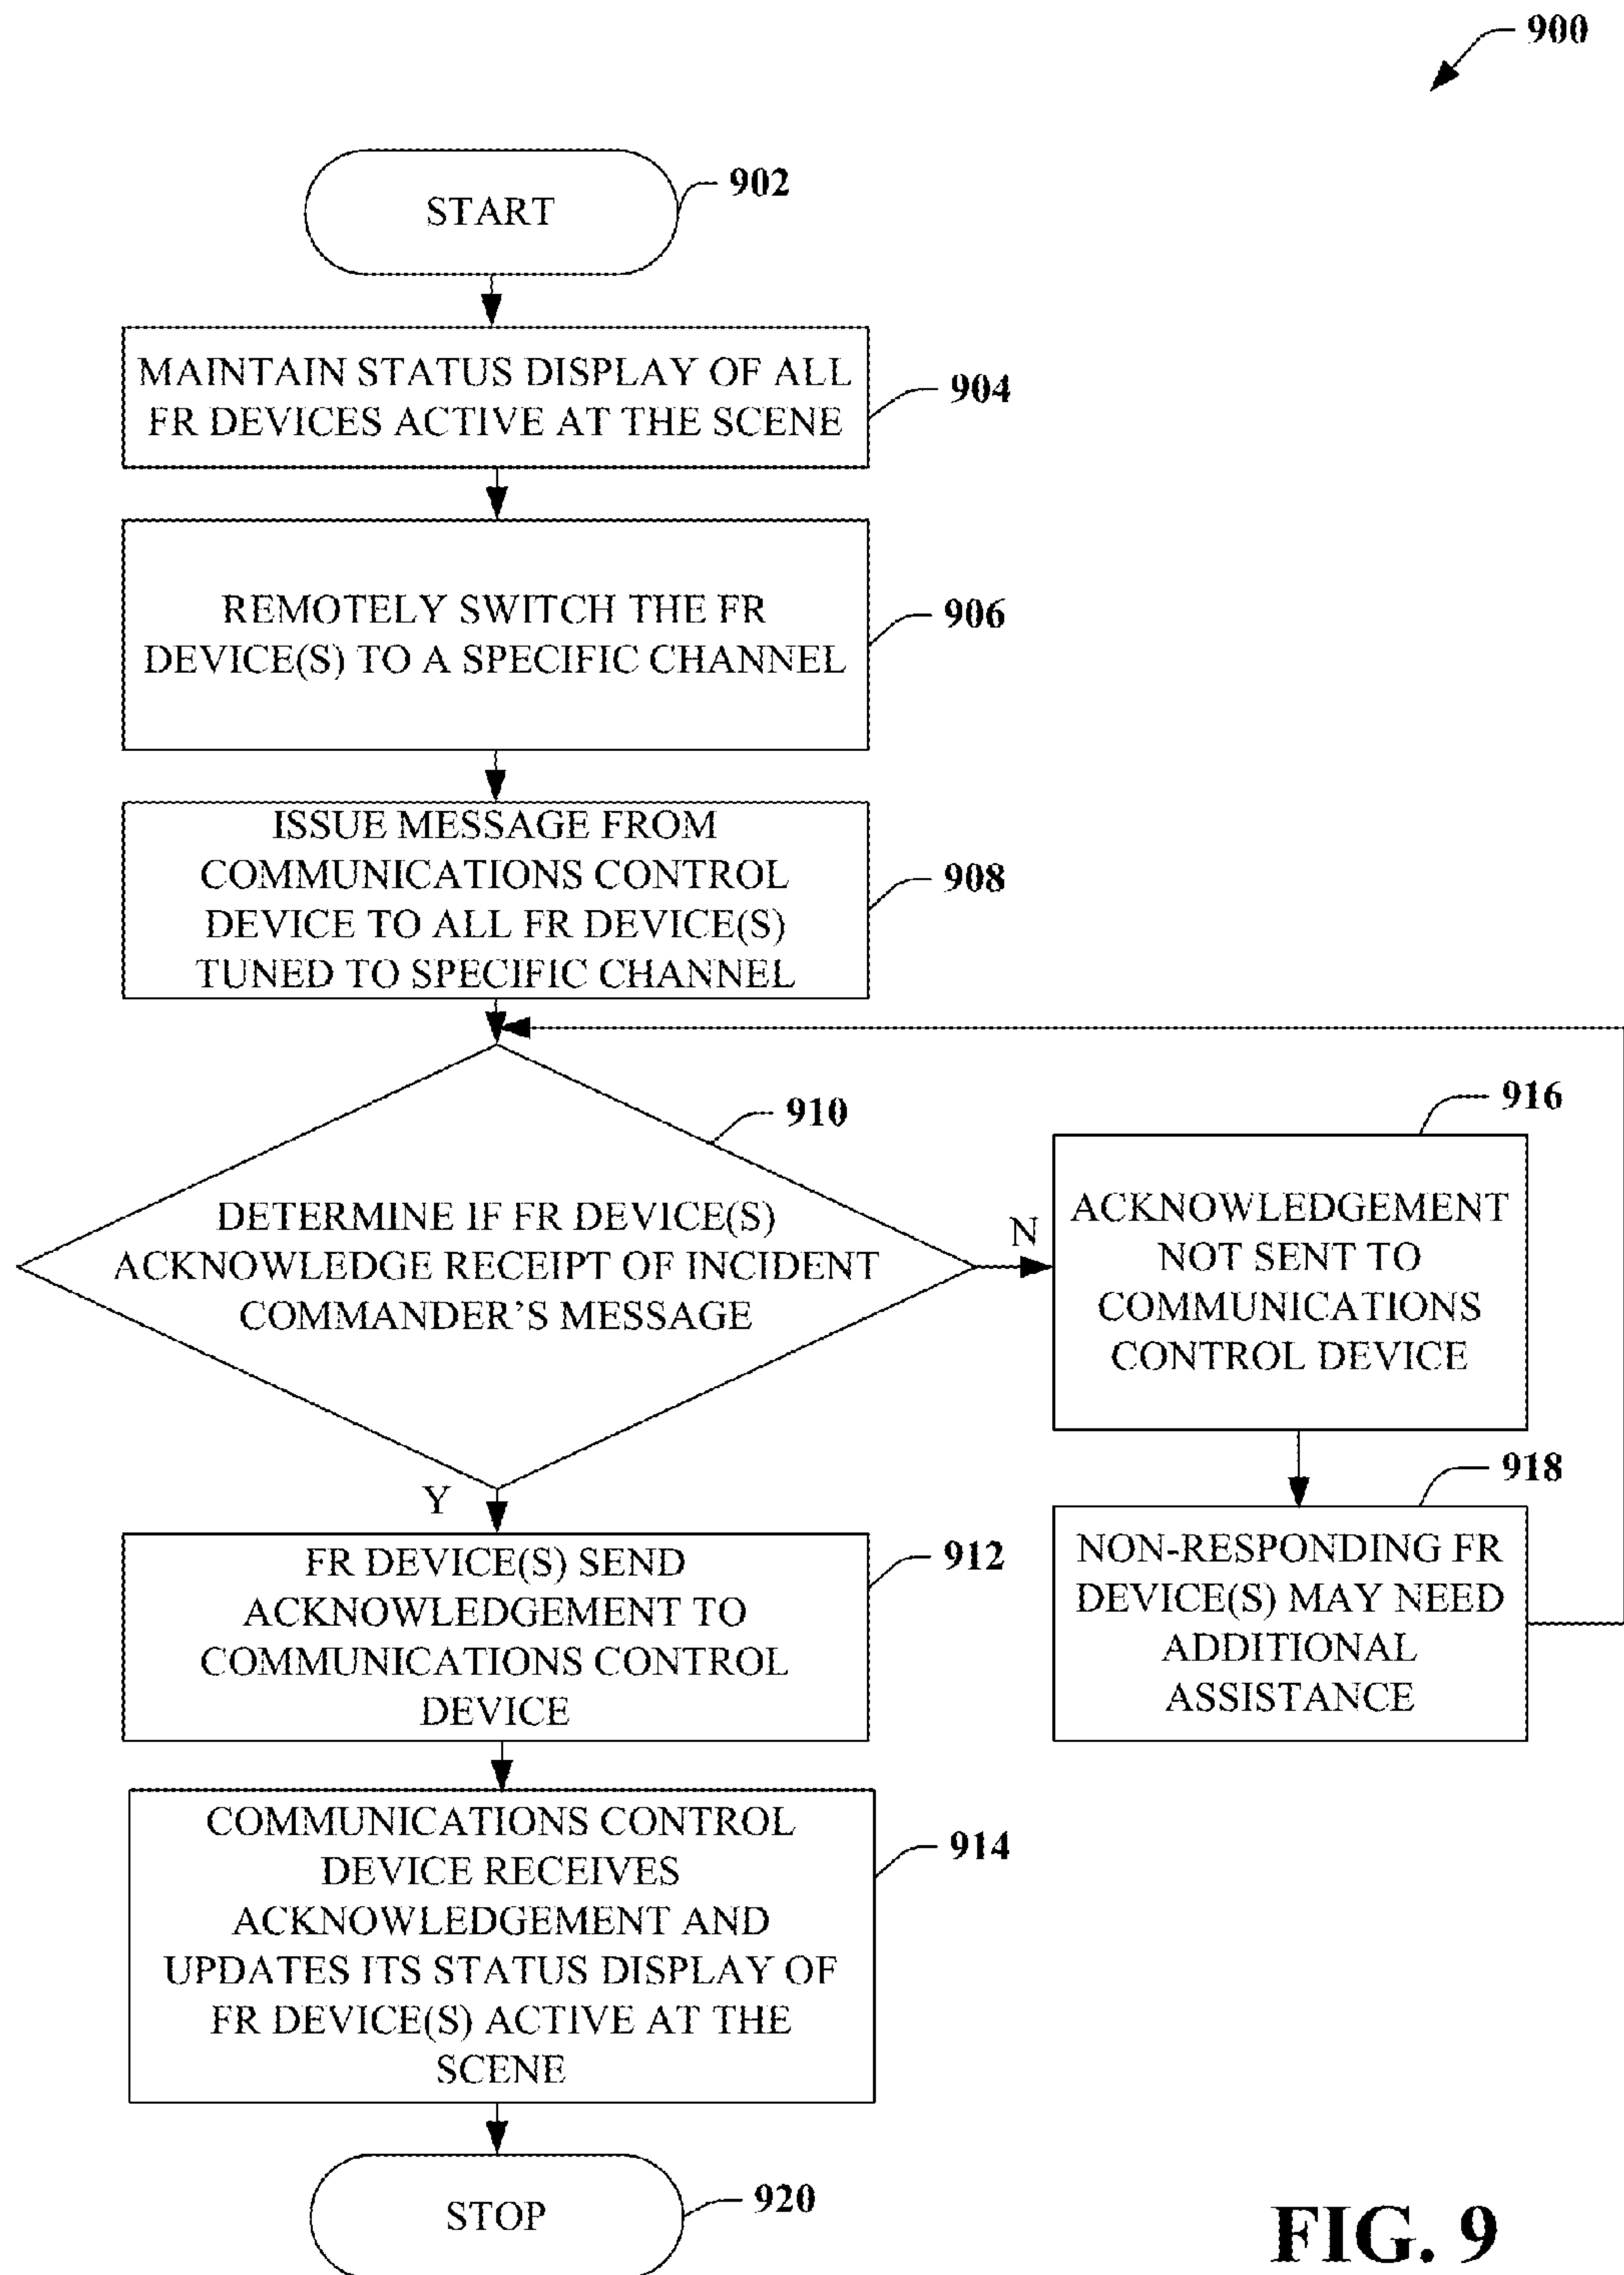 900
START
902
MAINTAIN STATUS DISPLAY OF ALL
FR DEVICES ACTIVE AT THE SCENE
904
REMOTELY SWITCH THE FR
DEVICE(S) TO A SPECIFIC CHANNEL
906
ISSUE MESSAGE FROM
COMMUNICATIONS CONTROL
DEVICE TO ALL FR DEVICE(S)
TUNED TO SPECIFIC CHANNEL
908
910
DETERMINE IF FR DEVICE(S)
ACKNOWLEDGE RECEIPT OF INCIDENT
COMMANDER’S MESSAGE
N
916
ACKNOWLEDGEMENT
NOT SENT TO
COMMUNICATIONS
CONTROL DEVICE
918
NON-RESPONDING FR
DEVICE(S) MAY NEED
ADDITIONAL
ASSISTANCE
Y
FR DEVICE(S) SEND
ACKNOWLEDGEMENT TO
COMMUNICATIONS CONTROL
DEVICE
912
COMMUNICATIONS CONTROL
DEVICE RECEIVES
ACKNOWLEDGEMENT AND
UPDATES ITS STATUS DISPLAY OF
FR DEVICE(S) ACTIVE AT THE
SCENE
914
STOP
920
FIG. 9